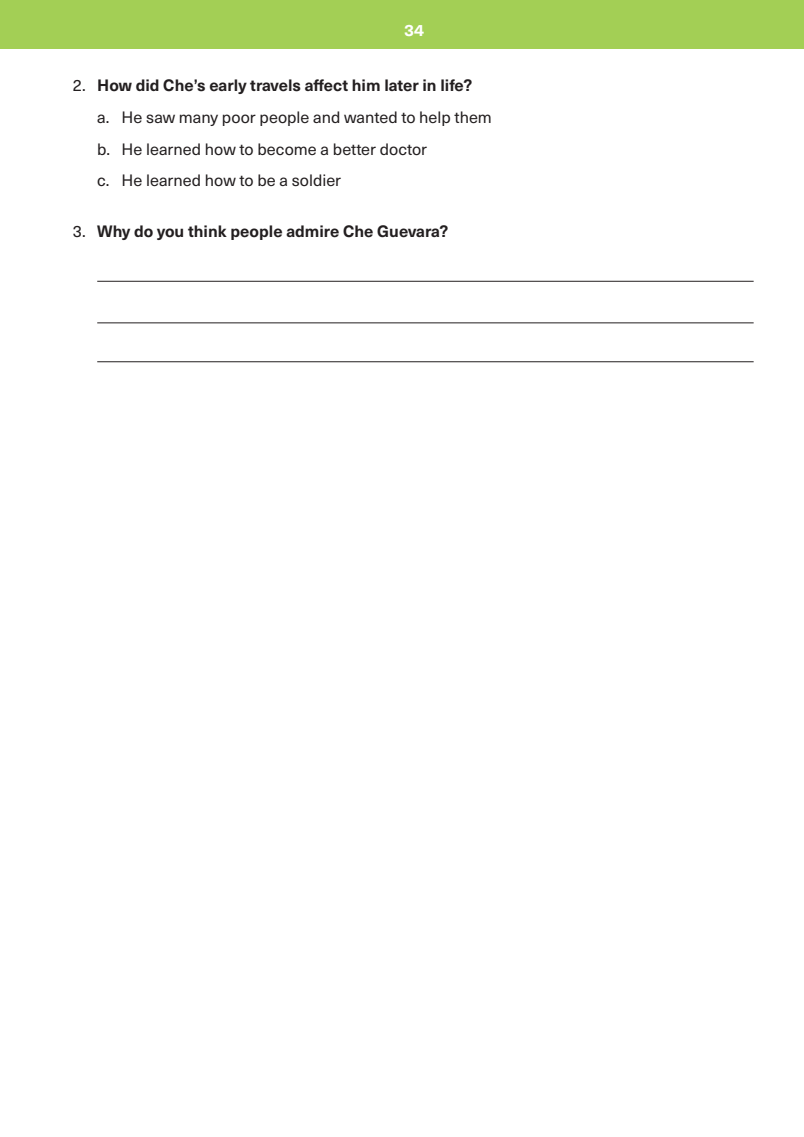 34
2. How did Che's early travels affect him later in life?
a. He saw many poor people and wanted to help them
b. He learned how to become a better doctor
c. He learned how to be a soldier
3. Why do you think people admire Che Guevara?